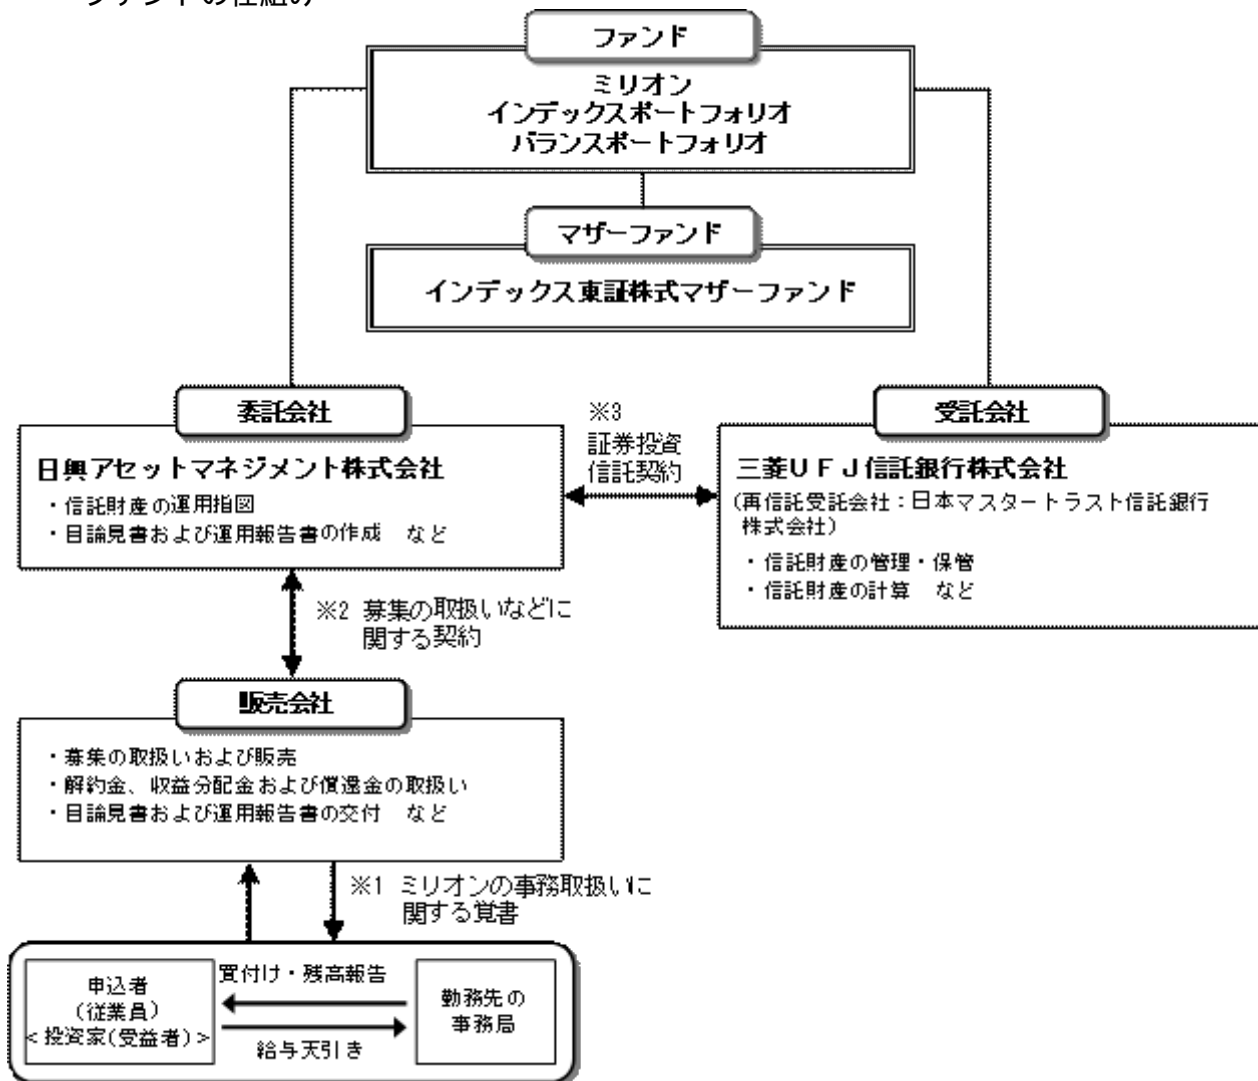 ファンドの仕組み
ファンド
ミリオン
インデックスポートフォリオ
バランスポートフォリオ
マザーファンド
インデックス東証株式マザーファンド
委託会社
日興アセットマネジメント株式会社
・信託財産の運用指図
・目論見書および運用報告書の作成 など
※3
証券投資
信託契約
受託会社
三菱UFJ信託銀行株式会社
(再信託受託会社：日本マスタートラスト信託銀行
株式会社)
・信託財産の管理・保管
・信託財産の計算 など
※2 募集の取扱いなどに
関する契約
販売会社
・募集の取扱いおよび販売
・解約金、収益分配金および償還金の取扱い
・目論見書および運用報告書の交付 など
※1 ミリオンの事務取扱いに
関する覚書
申込者
(従業員)
<投資家(受益者)>
買付け・残高報告
給与天引き
勤務先の
事務局